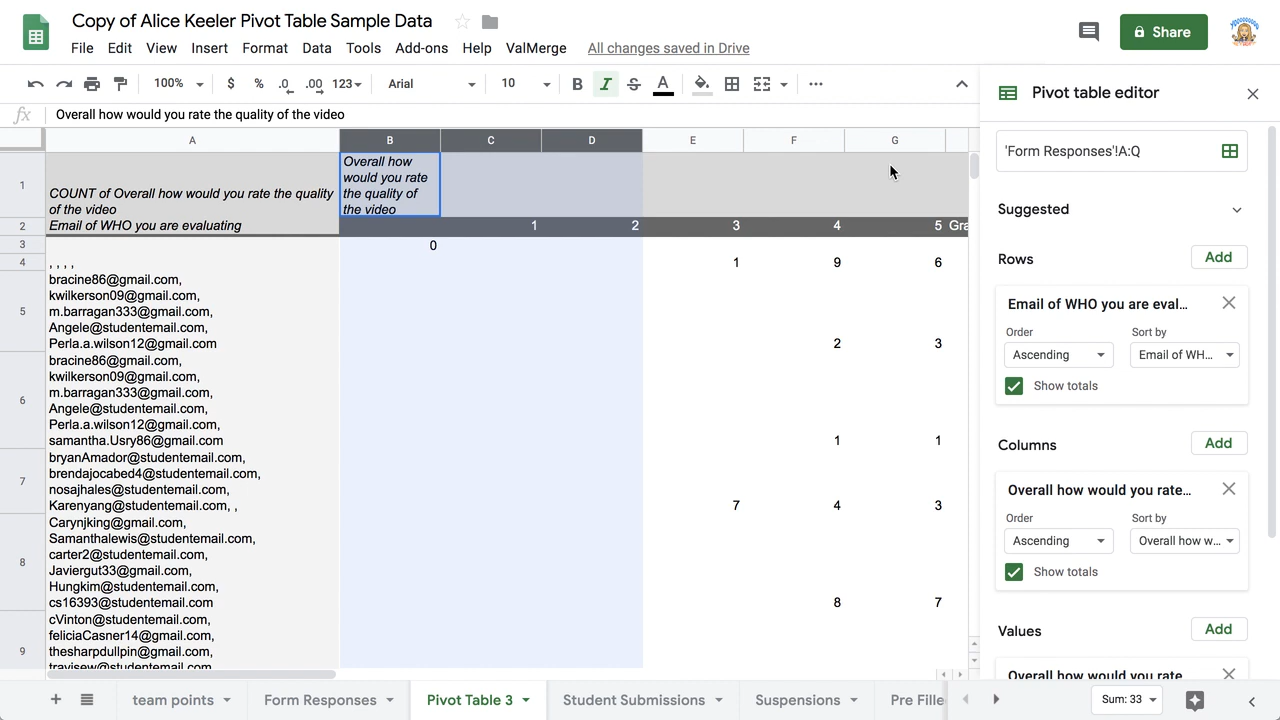 Copy of Alice Keeler Pivot Table Sample Data
File Edit View Insert Format Data Tools Add-ons Help ValMerge All changes saved in Drive
Share
100% $ % .0 .00 123 Arial 10 B I S A
fx Overall how would you rate the quality of the video
A B C D E F G
1 COUNT of Overall how would you rate the quality
of the video
Overall how
would you rate
the quality of
the video
2 Email of WHO you are evaluating 1 2 3 4 5 Gra
3 0
4 , , , , 1 9 6
5 bracine86@gmail.com,
kwilkerson09@gmail.com,
m.barragan333@gmail.com,
Angele@studentemail.com,
Perla.a.wilson12@gmail.com 2 3
6 bracine86@gmail.com,
kwilkerson09@gmail.com,
m.barragan333@gmail.com,
Angele@studentemail.com,
Perla.a.wilson12@gmail.com,
samantha.Usry86@gmail.com 1 1
7 bryanAmador@studentemail.com,
brendajocabed4@studentemail.com,
nosajhales@studentemail.com,
Karenyang@studentemail.com, , 7 4 3
8 Carynjking@gmail.com,
Samanthalewis@studentemail.com,
carter2@studentemail.com,
Javiergut33@gmail.com,
Hungkim@studentemail.com,
cs16393@studentemail.com 8 7
9 cVinton@studentemail.com,
feliciaCasner14@gmail.com,
thesharpdullpin@gmail.com,
Pivot table editor
'Form Responses'!A:Q
Suggested
Rows Add
Email of WHO you are eval...
Order Sort by
Ascending Email of WH...
Show totals
Columns Add
Overall how would you rate...
Order Sort by
Ascending Overall how w...
Show totals
Values Add
Overall how would you rate
team points Form Responses Pivot Table 3 Student Submissions Suspensions Pre Fille Sum: 33